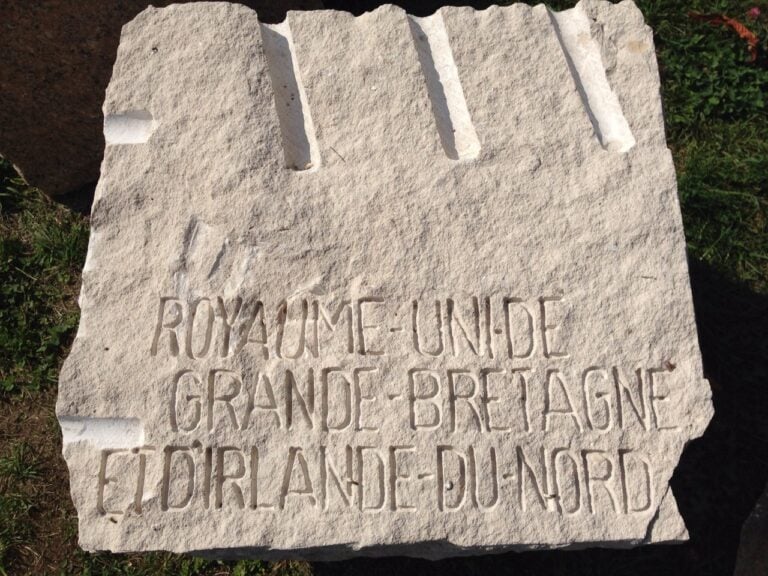 ROYAUME-UNI-DE
GRANDE-BRETAGNE
ET D'IRLANDE-DU-NORD